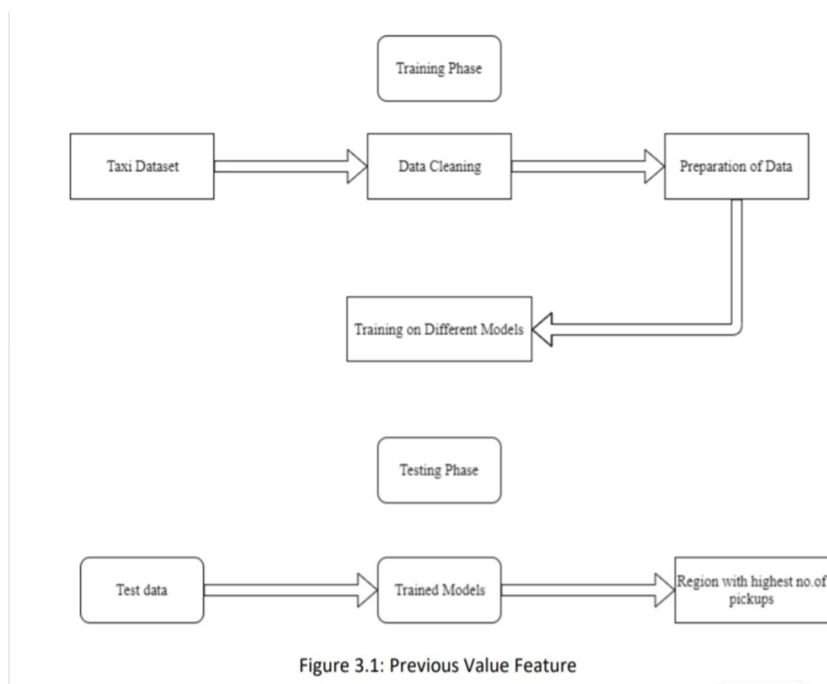 Training Phase
Taxi Dataset
Data Cleaning
Preparation of Data
Training on Different Models
Testing Phase
Test data
Trained Models
Region with highest no.of
pickups
Figure 3.1: Previous Value Feature